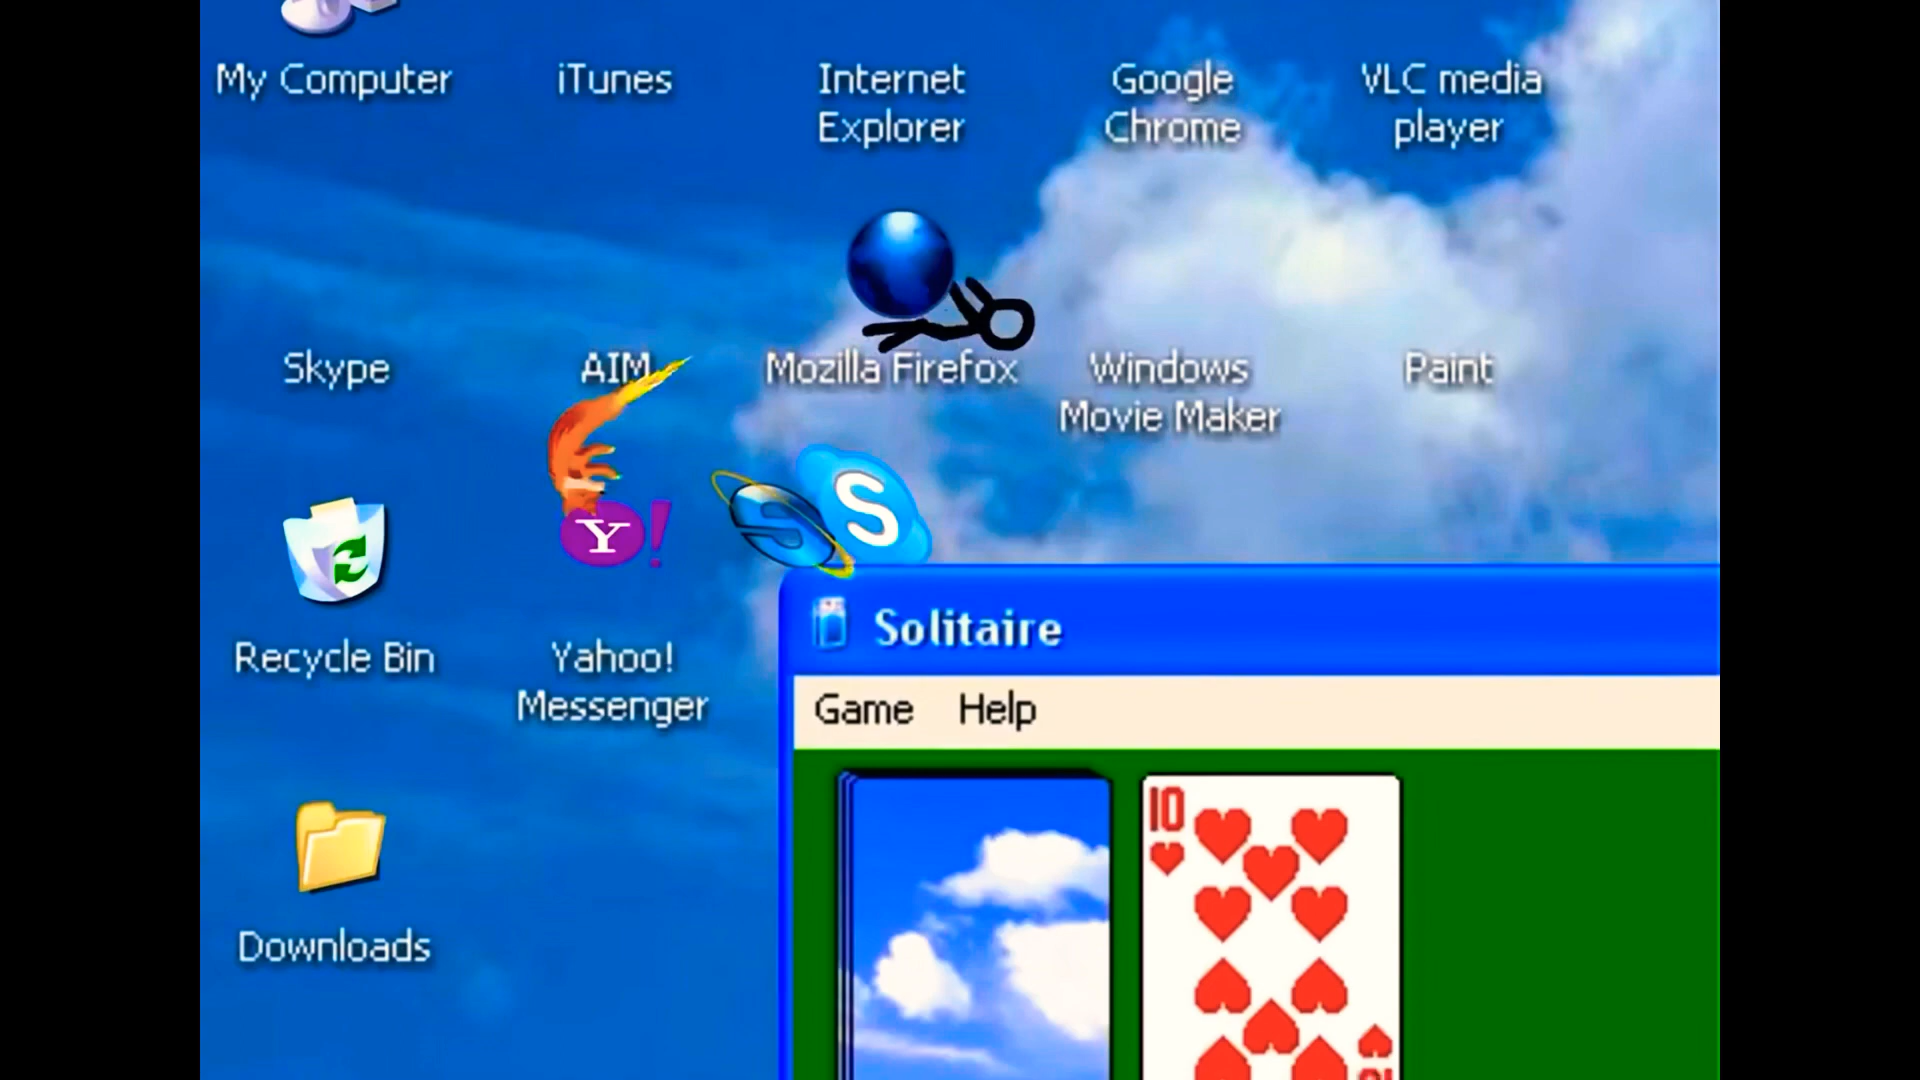 My Computer
iTunes
Internet
Explorer
Google
Chrome
VLC media
player
Skype
AIM
Mozilla Firefox
Windows
Movie Maker
Paint
S
Y!
Recycle Bin
Yahoo!
Messenger
Solitaire
Game Help
10
Downloads
10